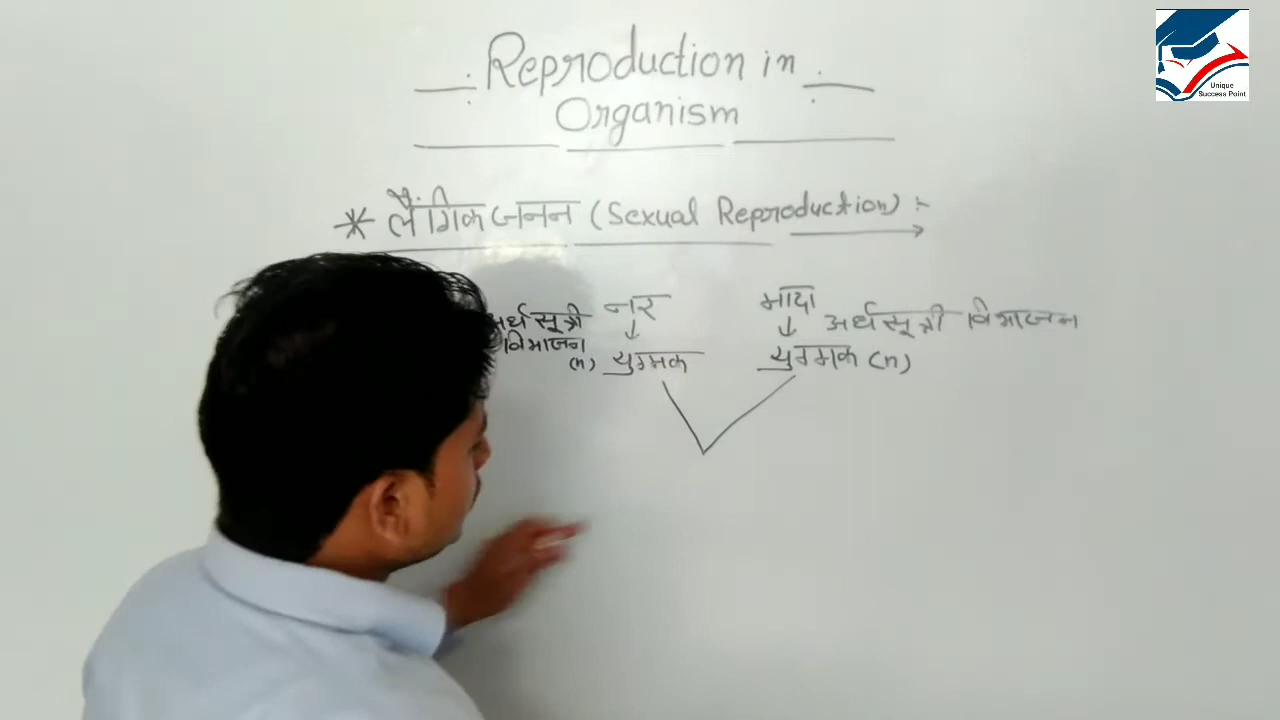 Reproduction in
Organism
* लैंगिक जनन (Sexual Reproduction) :-
नर
मादा
↓
↓
अर्धसूत्री
विभाजन
अर्धसूत्री विभाजन
(n) युग्मक
युग्मक (n)
Unique
Success Point